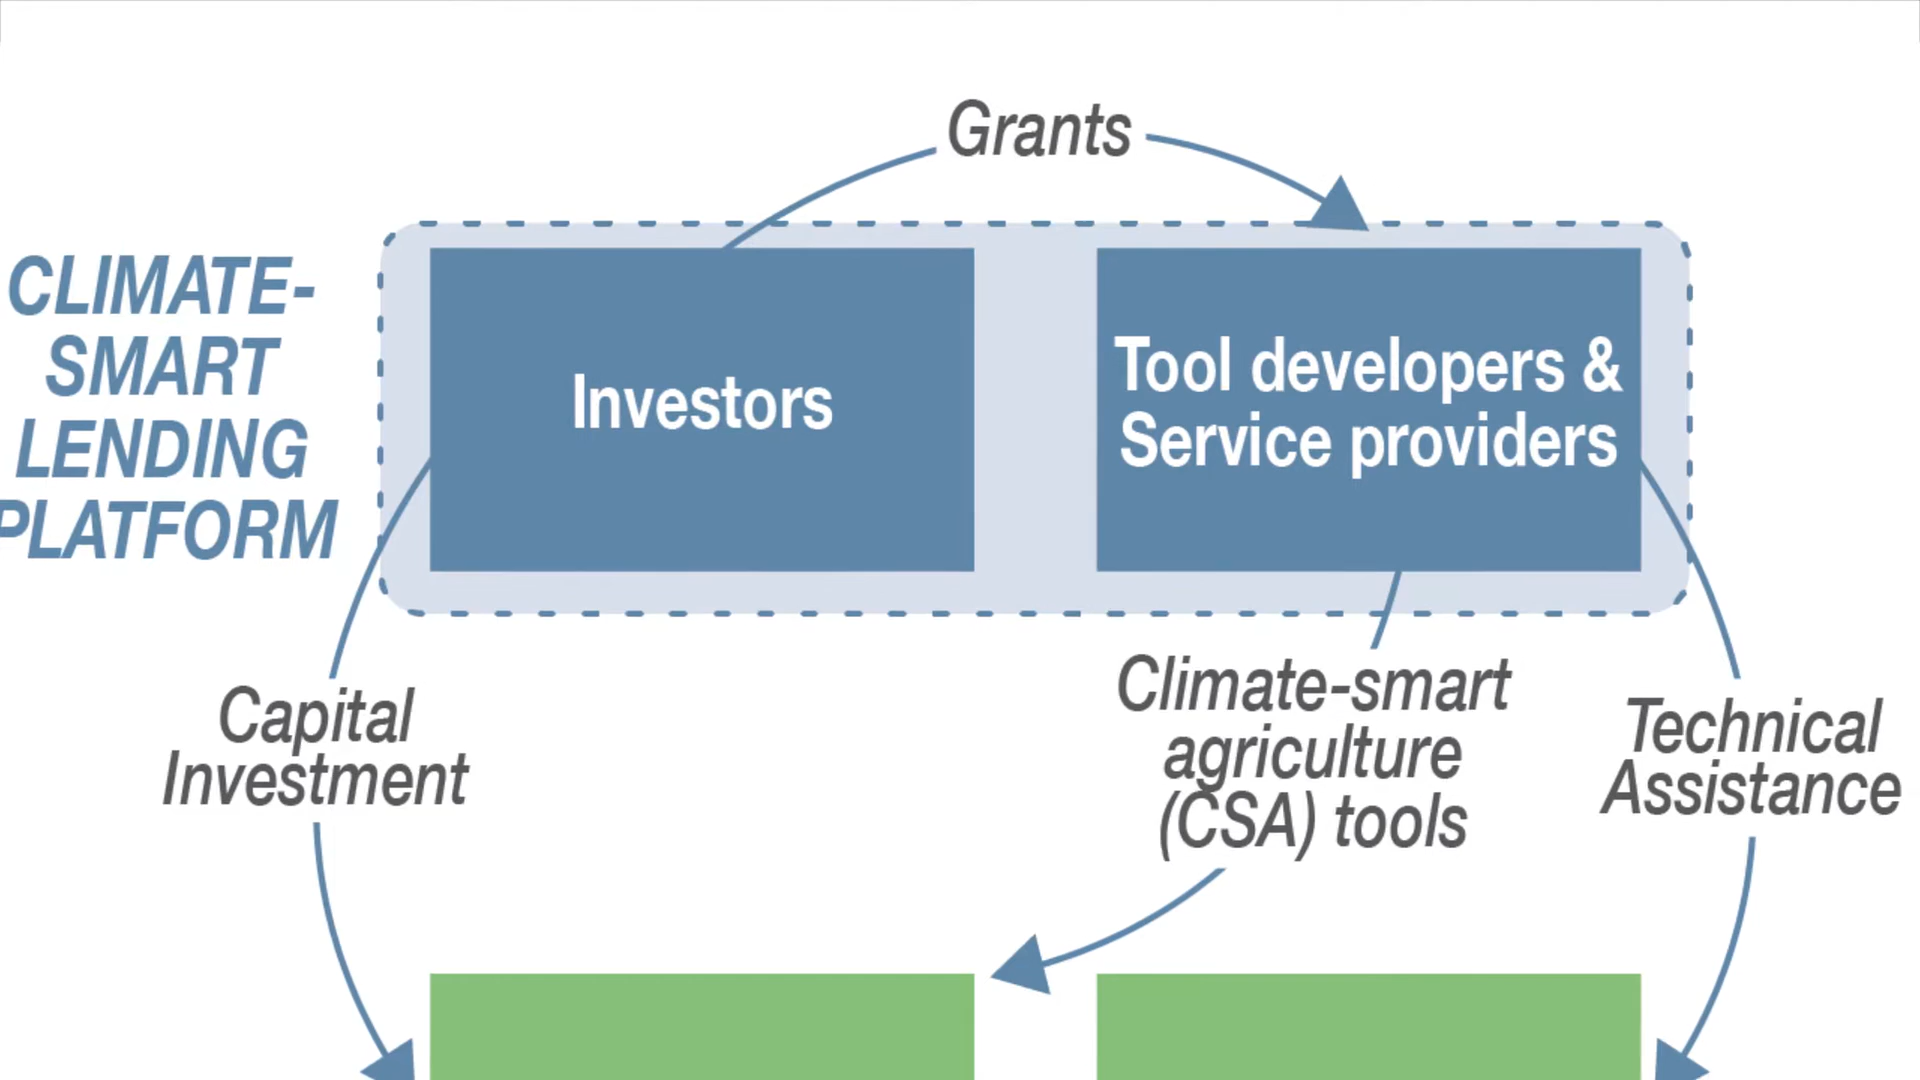 Grants
CLIMATE-
SMART
LENDING
PLATFORM
Investors
Tool developers &
Service providers
Capital
Investment
Climate-smart
agriculture
(CSA) tools
Technical
Assistance